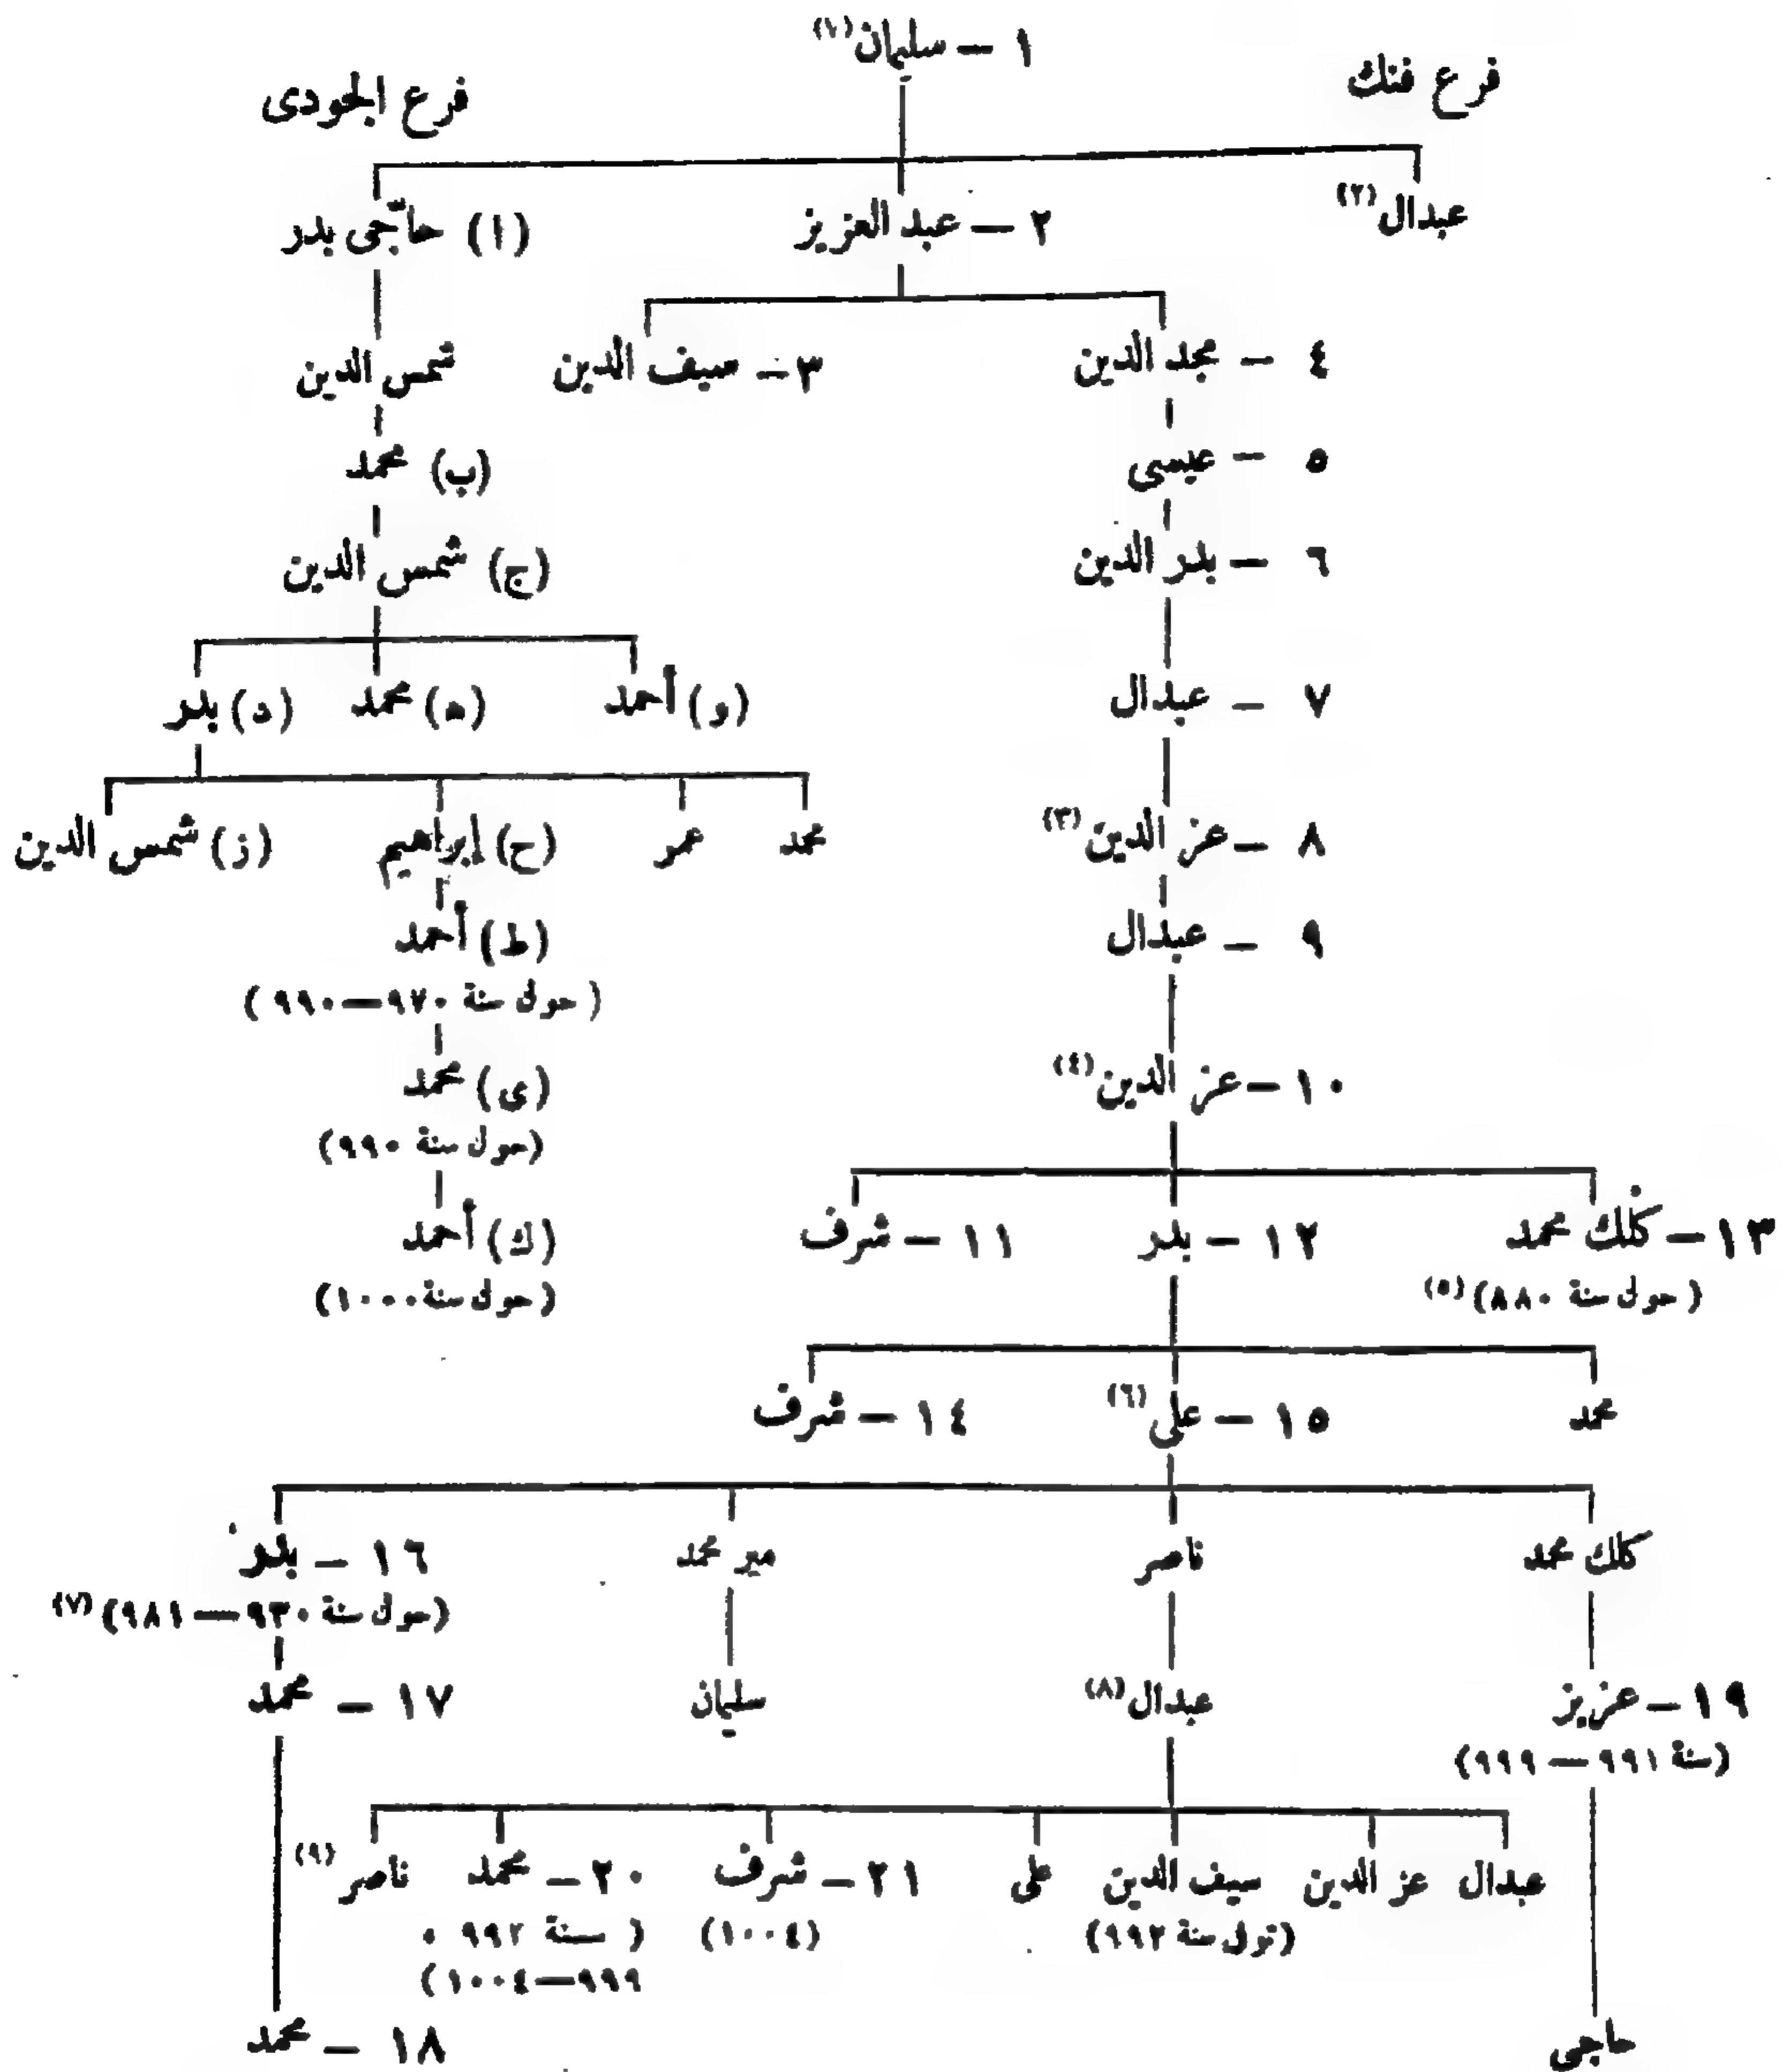 ١ – سليمان (١)
فرع فنك
فرع الجودى
عبدال (٢)
٢ – عبد العزيز
(ا) حاجّى بدر
٤ – مجد الدين
٣ – سيف الدين
شمس الدين
٥ – عيسى
(ب) محمد
٦ – بدر الدين
(ج) شمس الدين
٧ – عبدال
(و) أحمد
(ه) محمد
(د) بدر
٨ – عز الدين (٣)
محمد
عمر
(ح) إبراهيم
(ز) شمس الدين
٩ – عبدال
(ط) أحمد
(حول سنة ٩٧٠ – ٩٩٠)
١٠ – عز الدين (٤)
(ى) محمد
(حول سنة ٩٩٠)
١٣ – كلك محمد
(حول سنة ٨٨٠) (٥)
١٢ – بدر
١١ – شرف
(ك) أحمد
(حول سنة ١٠٠٠)
محمد
١٥ – على (٦)
١٤ – شرف
كلك محمد
ناصر
مير محمد
١٦ – بدر
(حول سنة ٩٣٠ – ٩٨١) (٧)
١٩ – عزيز
(سنة ٩٩١ – ٩٩٩)
عبدال (٨)
سليمان
١٧ – محمد
عبدال
عز الدين
سيف الدين
(تولى سنة ٩٩٢)
على
٢١ – شرف
(١٠٠٤)
٢٠ – محمد
(سنة ٩٩٢ ،
٩٩٩ – ١٠٠٤)
ناصر (٩)
حاجى
١٨ – محمد